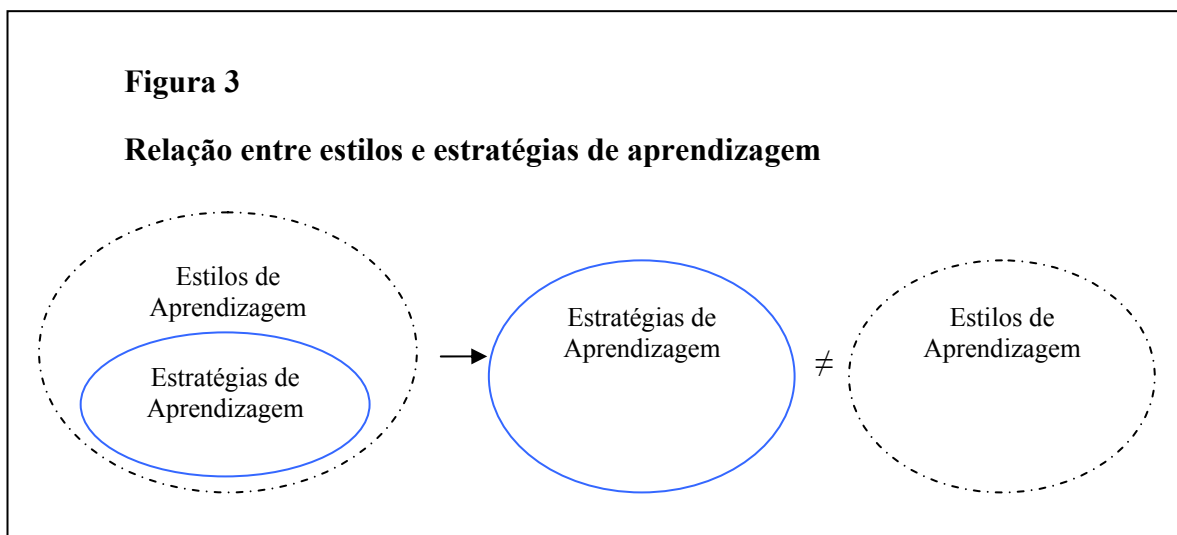 Figura 3
Relação entre estilos e estratégias de aprendizagem
Estilos de
Aprendizagem
Estratégias de
Aprendizagem
Estratégias de
Aprendizagem
≠
Estilos de
Aprendizagem